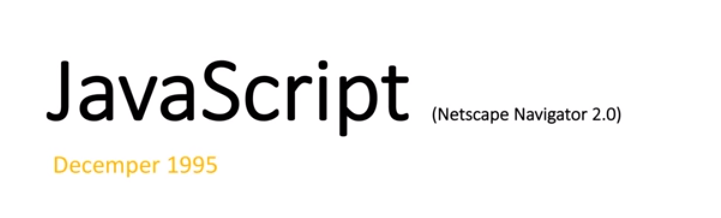 JavaScript (Netscape Navigator 2.0)
Decemper 1995